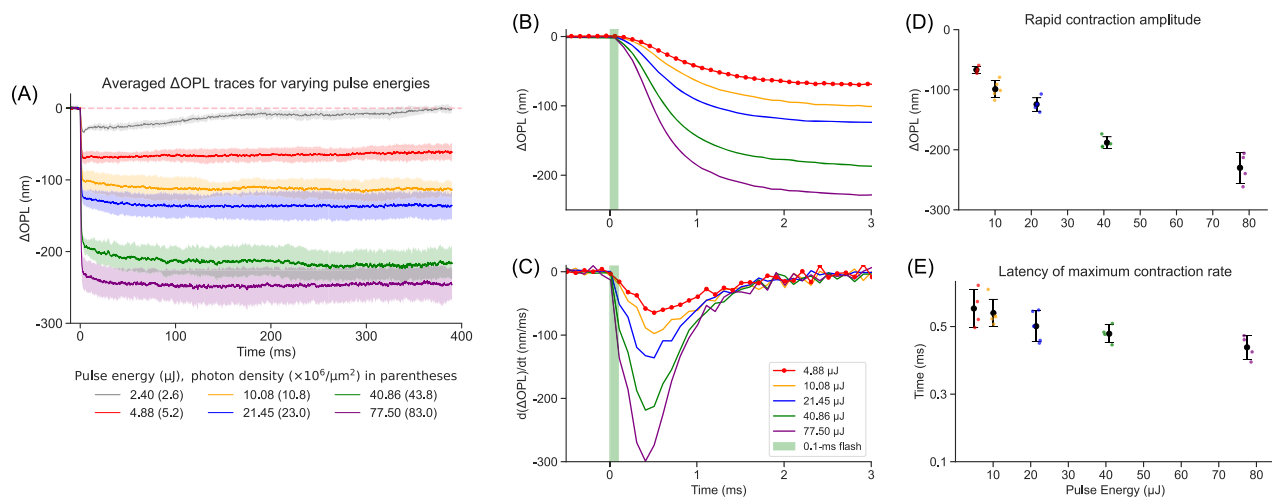 (A)
Averaged ΔOPL traces for varying pulse energies
0
-100
-200
-300
ΔOPL (nm)
0
100
200
300
400
Time (ms)
Pulse energy (μJ), photon density (×10⁶/μm²) in parentheses
2.40 (2.6)
10.08 (10.8)
40.86 (43.8)
4.88 (5.2)
21.45 (23.0)
77.50 (83.0)
(B)
0
-100
-200
ΔOPL (nm)
0
1
2
3
(C)
0
-100
-200
-300
d(ΔOPL)/dt (nm/ms)
0
1
2
3
Time (ms)
4.88 μJ
10.08 μJ
21.45 μJ
40.86 μJ
77.50 μJ
0.1-ms flash
(D)
Rapid contraction amplitude
0
-100
-200
-300
ΔOPL (nm)
10
20
30
40
50
60
70
80
(E)
Latency of maximum contraction rate
0.5
0.1
Time (ms)
10
20
30
40
50
60
70
80
Pulse Energy (μJ)